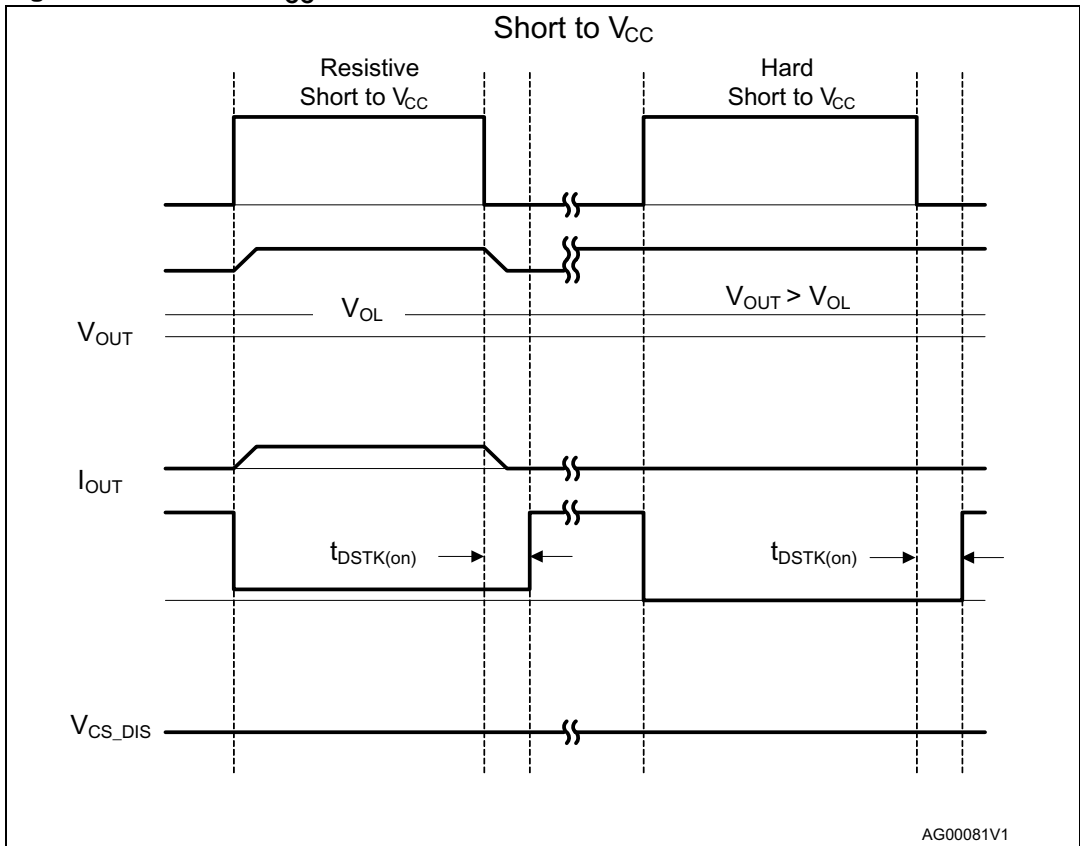 Short to VCC
Resistive
Short to VCC
Hard
Short to VCC
VOL
VOUT > VOL
VOUT
IOUT
tDSTK(on)
tDSTK(on)
VCS_DIS
AG00081V1